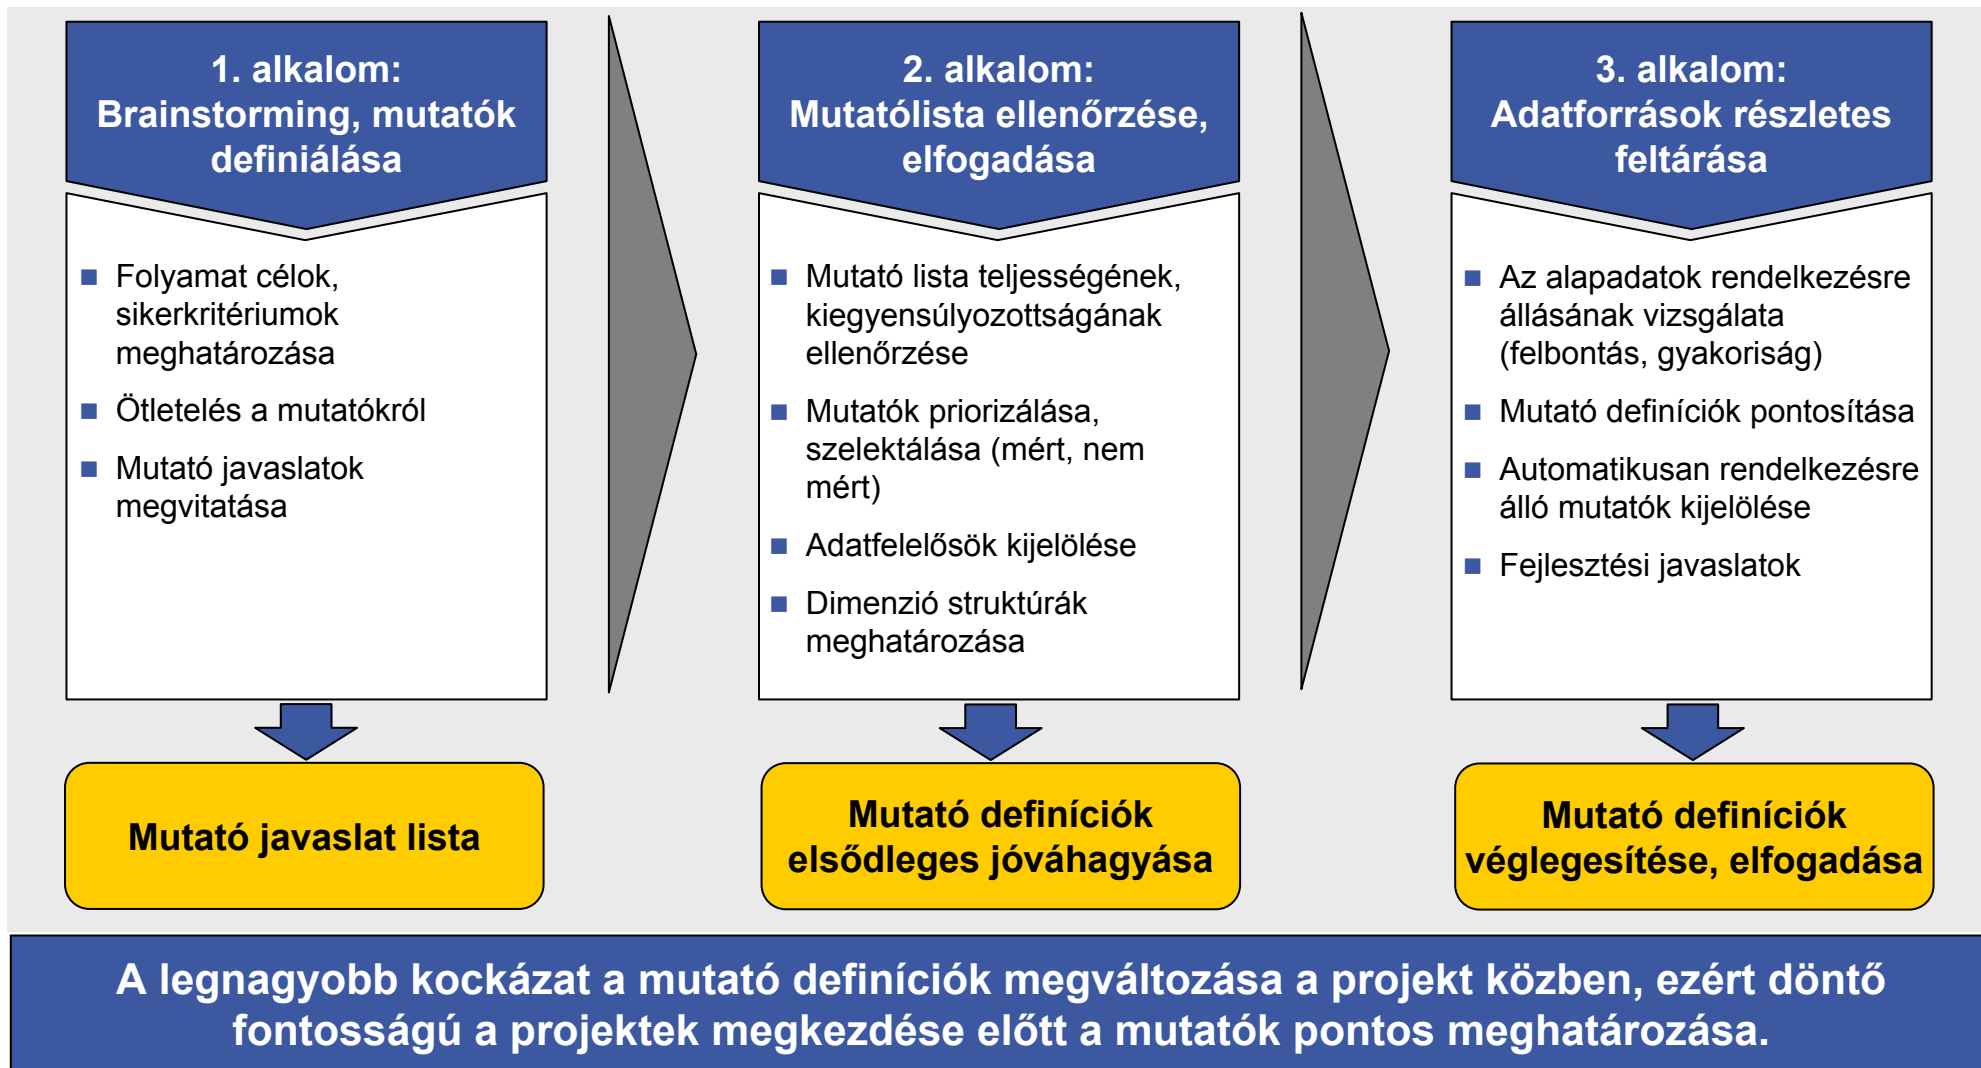 1. alkalom:
Brainstorming, mutatók
definiálása
Folyamat célok,
sikerkritériumok
meghatározása
Ötletelés a mutatókról
Mutató javaslatok
megvitatása
Mutató javaslat lista
2. alkalom:
Mutatólista ellenőrzése,
elfogadása
Mutató lista teljességének,
kiegyensúlyozottságának
ellenőrzése
Mutatók priorizálása,
szelektálása (mért, nem
mért)
Adatfelelősök kijelölése
Dimenzió struktúrák
meghatározása
Mutató definíciók
elsődleges jóváhagyása
3. alkalom:
Adatforrások részletes
feltárása
Az alapadatok rendelkezésre
állásának vizsgálata
(felbontás, gyakoriság)
Mutató definíciók pontosítása
Automatikusan rendelkezésre
álló mutatók kijelölése
Fejlesztési javaslatok
Mutató definíciók
véglegesítése, elfogadása
A legnagyobb kockázat a mutató definíciók megváltozása a projekt közben, ezért döntő
fontosságú a projektek megkezdése előtt a mutatók pontos meghatározása.